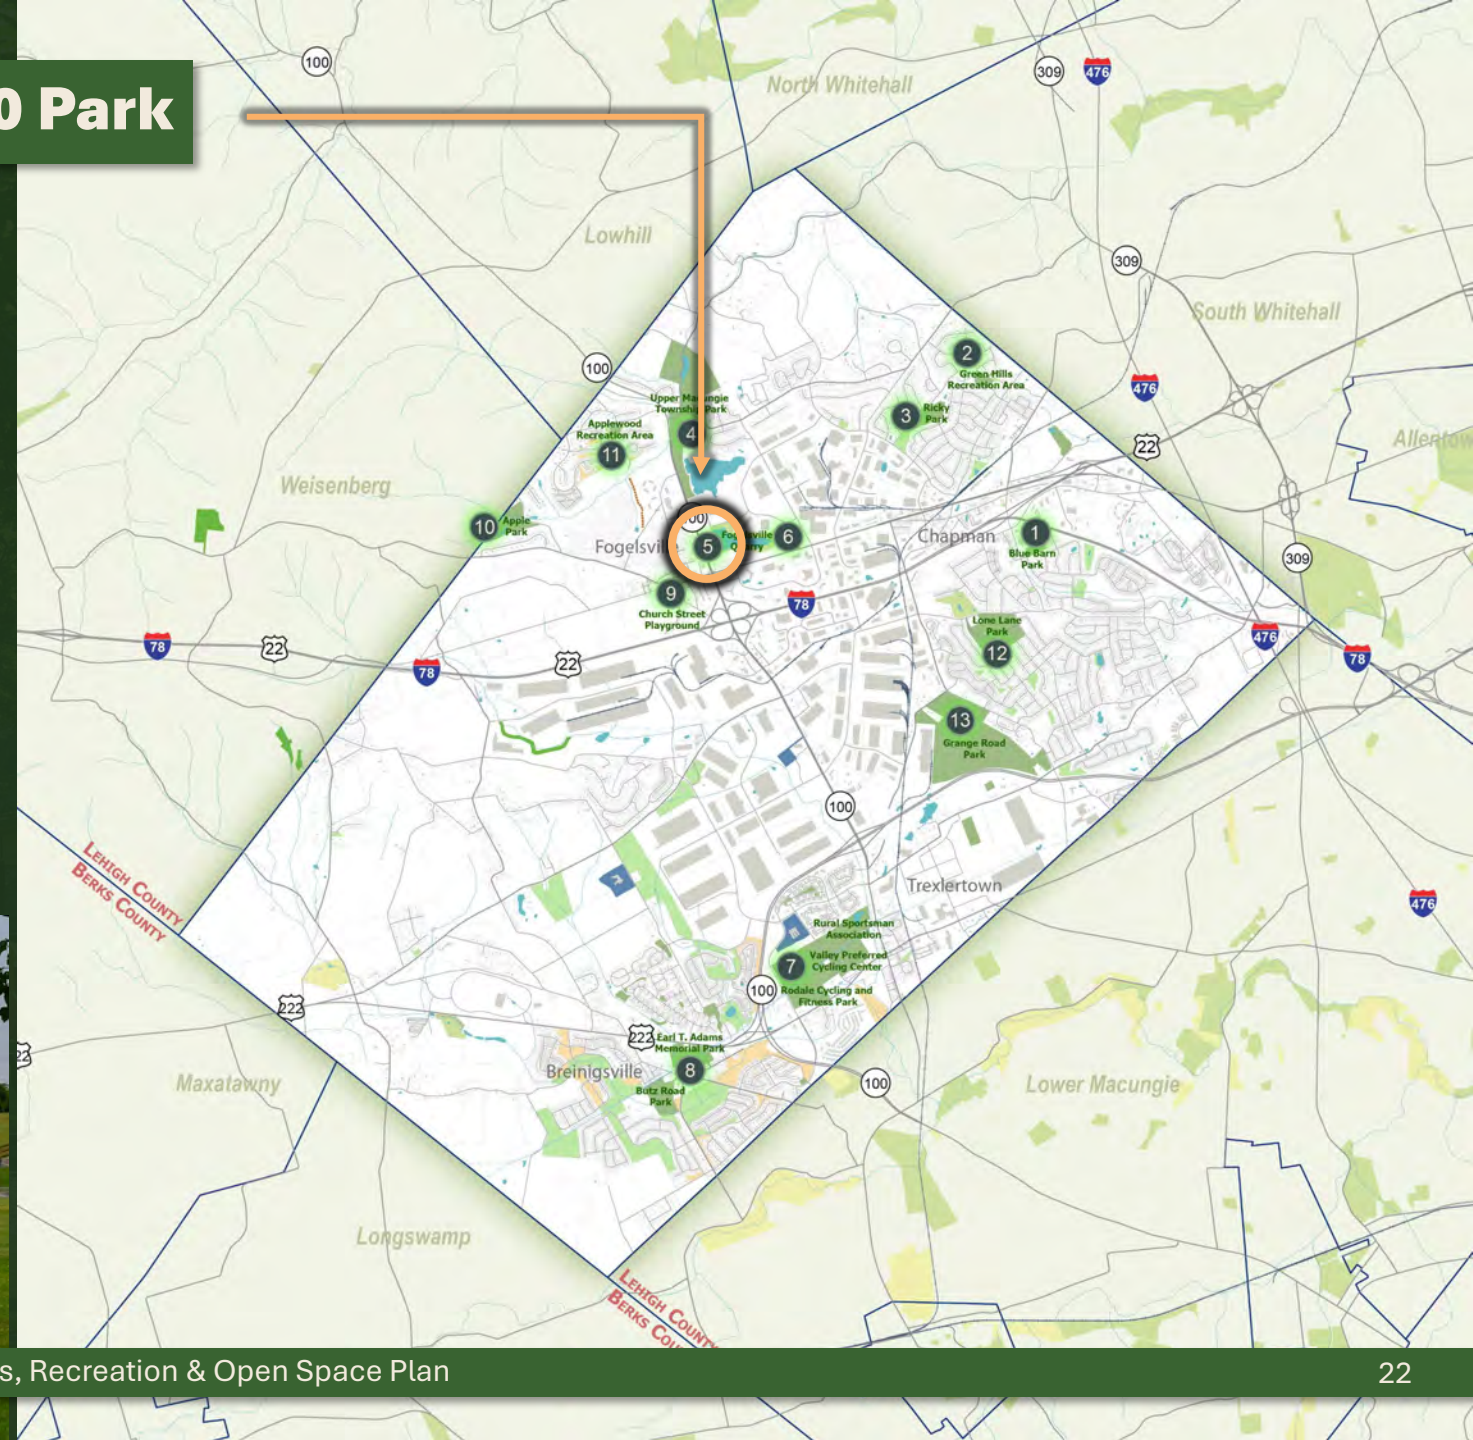 0 Park
100
North Whitehall
309
476
Lowhill
309
South Whitehall
100
2
Green Hills
Recreation Area
476
3
Ricky
Park
Upper Macungie
Township Park
4
Applewood
Recreation Area
11
22
Allentow
Weisenberg
10
Apple
Park
Fogelsvi
5
Fogelsville
Quarry
6
Chapman
1
Blue Barn
Park
309
9
Church Street
Playground
78
Lone Lane
Park
12
476
78
78
22
78
22
13
Grange Road
Park
100
LEHIGH COUNTY
BERKS COUNTY
Trexlertown
476
Rural Sportsman
Association
7
Valley Preferred
Cycling Center
100
Rodale Cycling and
Fitness Park
222
222
Earl T. Adams
Memorial Park
Breinigsville
8
Butz Road
Park
Maxatawny
100
Lower Macungie
Longswamp
LEHIGH COUNTY
BERKS COU
s, Recreation & Open Space Plan
22